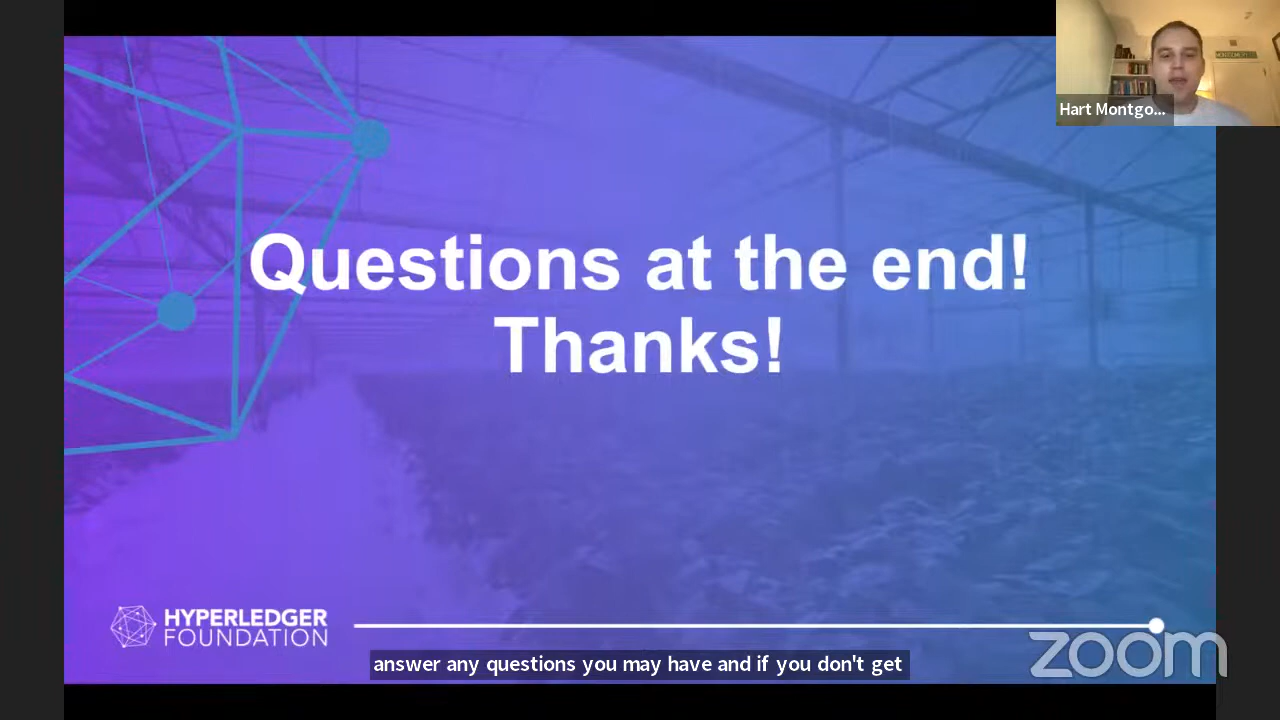 Hart Montgo...
Questions at the end!
Thanks!
HYPERLEDGER
FOUNDATION
answer any questions you may have and if you don't get
zoom